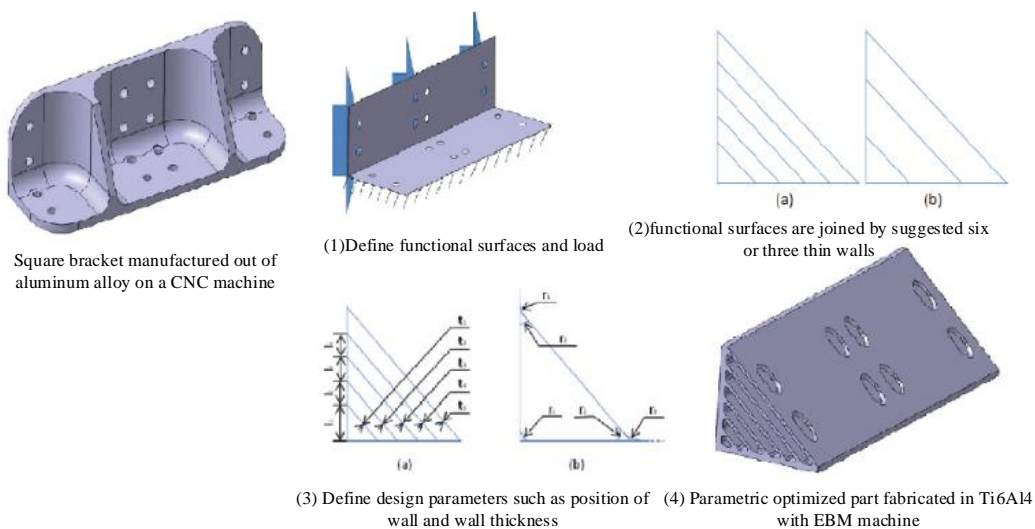 Square bracket manufactured out of
aluminum alloy on a CNC machine
(1)Define functional surfaces and load
(a)
(b)
(2)functional surfaces are joined by suggested six
or three thin walls
(a)
(b)
(3) Define design parameters such as position of
wall and wall thickness
(4) Parametric optimized part fabricated in Ti6Al4
with EBM machine